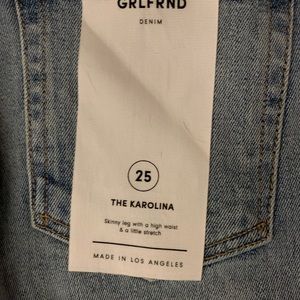 GRLFRND
DENIM
25
THE KAROLINA
Skinny leg with a high waist
& a little stretch
MADE IN LOS ANGELES